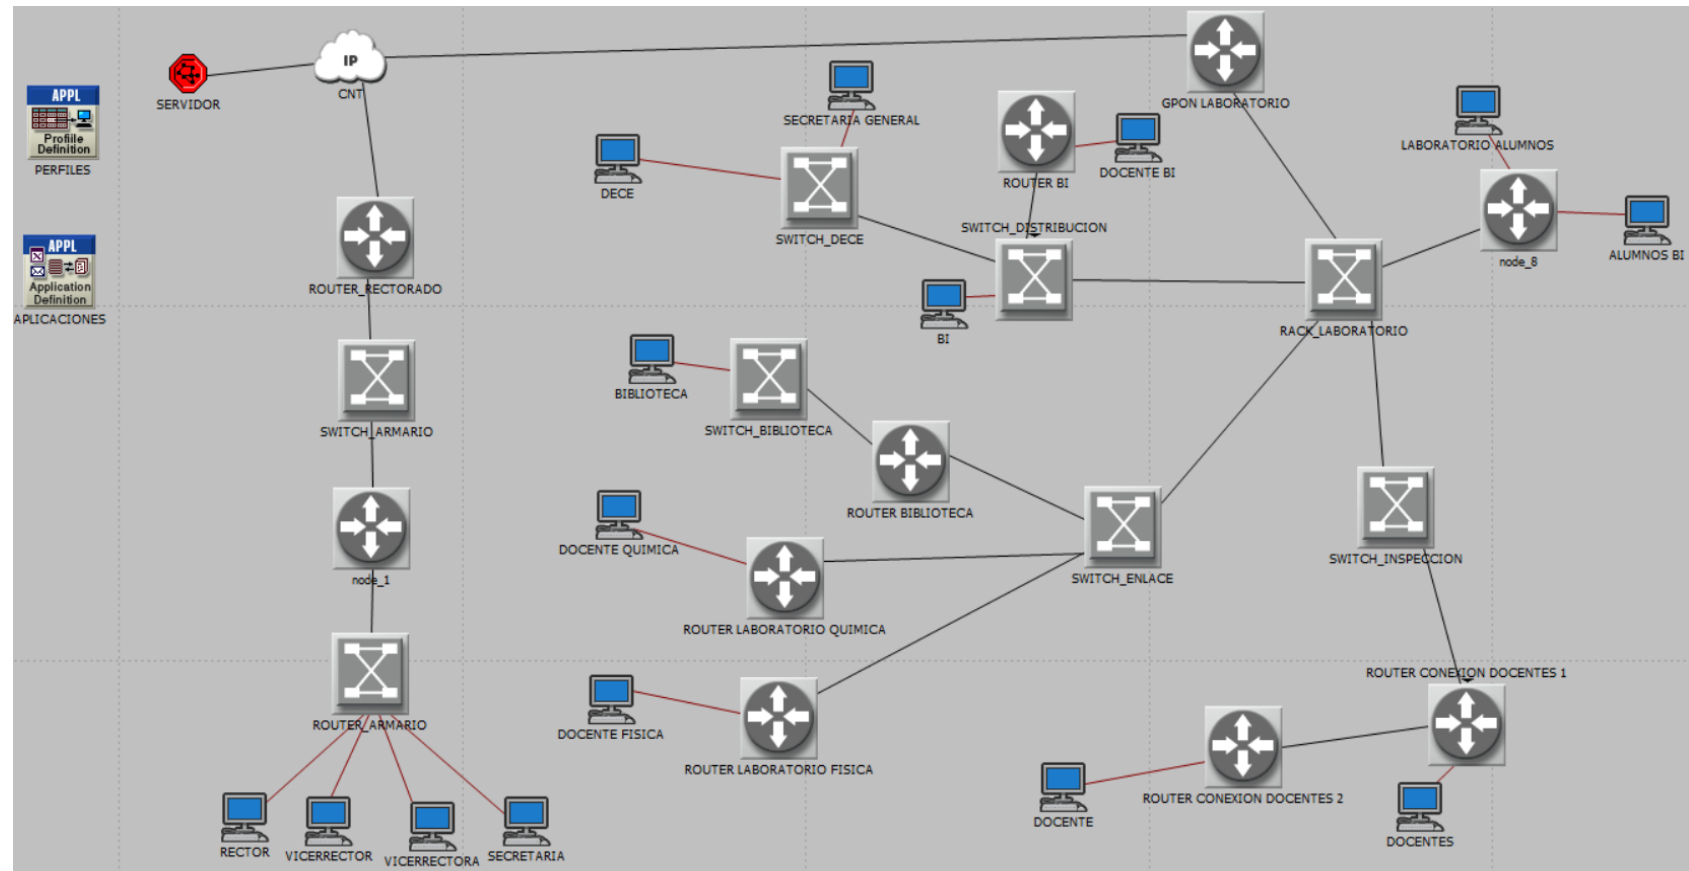 IP
CNT
SERVIDOR
APPL
Profiile
Definition
PERFILES
SECRETARIA GENERAL
GPON LABORATORIO
LABORATORIO ALUMNOS
DECE
ROUTER BI
DOCENTE BI
SWITCH_DECE
SWITCH_DISTRIBUCION
node_8
ALUMNOS BI
APPL
Application
Definition
APLICACIONES
ROUTER_RECTORADO
BI
RACK_LABORATORIO
BIBLIOTECA
SWITCH_ARMARIO
SWITCH_BIBLIOTECA
ROUTER BIBLIOTECA
DOCENTE QUIMICA
SWITCH_ENLACE
SWITCH_INSPECCION
node_1
ROUTER LABORATORIO QUIMICA
ROUTER CONEXION DOCENTES 1
ROUTER_ARMARIO
DOCENTE FISICA
ROUTER LABORATORIO FISICA
ROUTER CONEXION DOCENTES 2
DOCENTE
DOCENTES
RECTOR
VICERRECTOR
VICERRECTORA
SECRETARIA